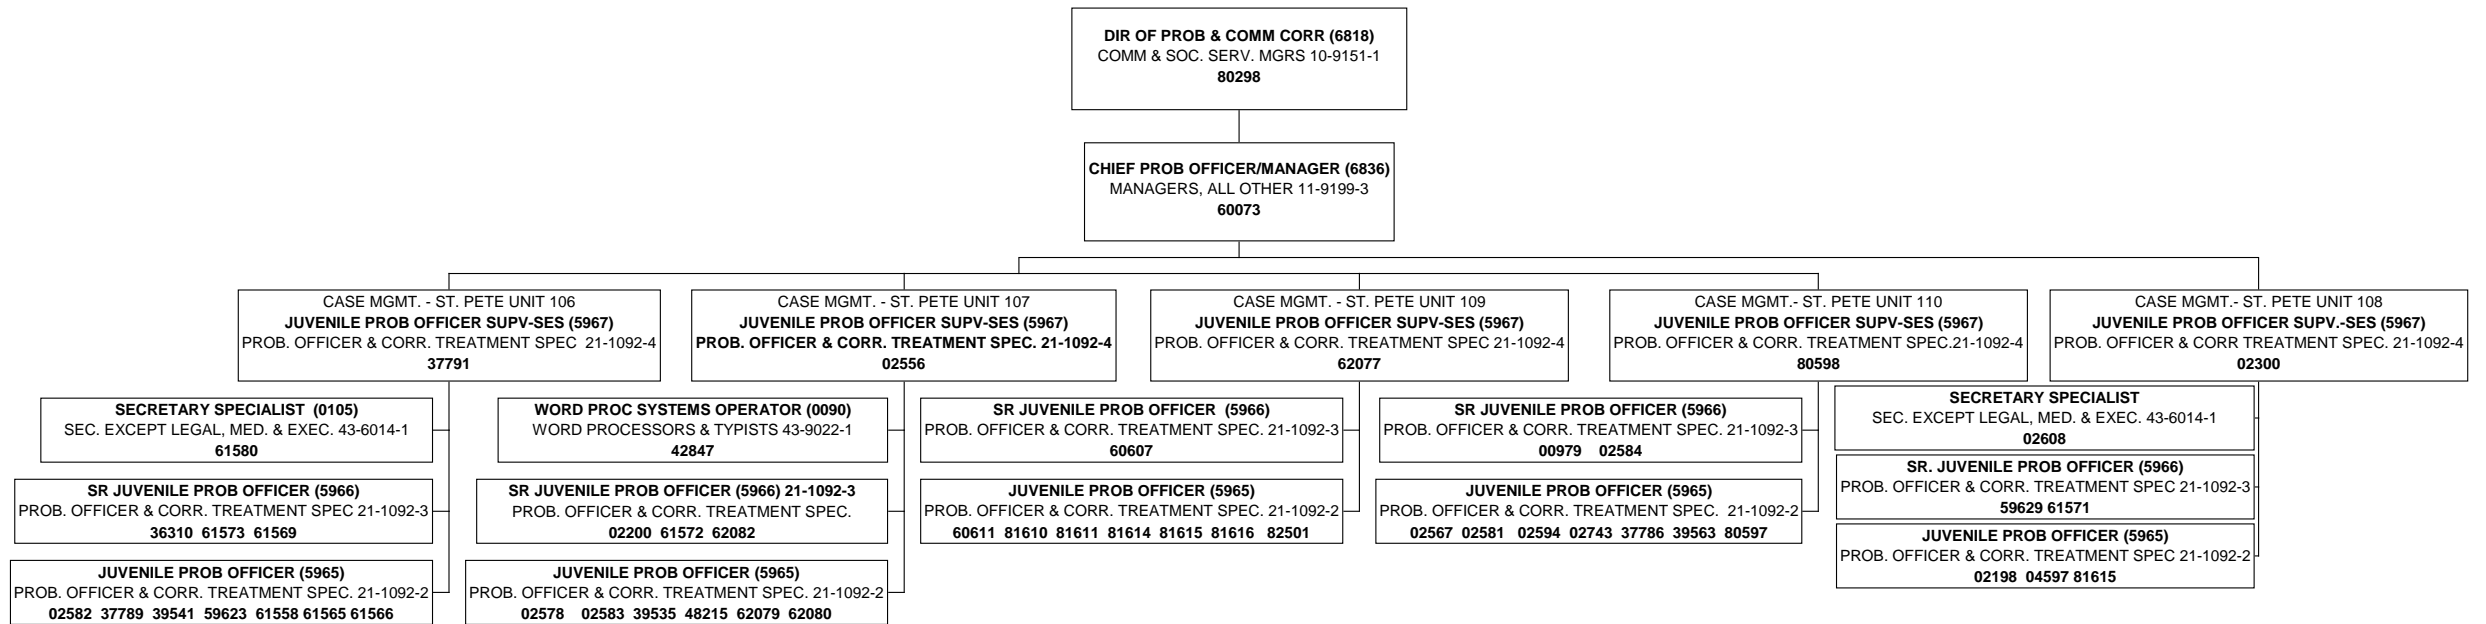 DIR OF PROB & COMM CORR (6818)
COMM & SOC. SERV. MGRS 10-9151-1
80298
CHIEF PROB OFFICER/MANAGER (6836)
MANAGERS, ALL OTHER 11-9199-3
60073
CASE MGMT. - ST. PETE UNIT 106
JUVENILE PROB OFFICER SUPV-SES (5967)
PROB. OFFICER & CORR. TREATMENT SPEC 21-1092-4
37791
SECRETARY SPECIALIST (0105)
SEC. EXCEPT LEGAL, MED. & EXEC. 43-6014-1
61580
SR JUVENILE PROB OFFICER (5966)
PROB. OFFICER & CORR. TREATMENT SPEC 21-1092-3
36310 61573 61569
JUVENILE PROB OFFICER (5965)
PROB. OFFICER & CORR. TREATMENT SPEC. 21-1092-2
02582 37789 39541 59623 61558 61565 61566
CASE MGMT. - ST. PETE UNIT 107
JUVENILE PROB OFFICER SUPV-SES (5967)
PROB. OFFICER & CORR. TREATMENT SPEC. 21-1092-4
02556
WORD PROC SYSTEMS OPERATOR (0090)
WORD PROCESSORS & TYPISTS 43-9022-1
42847
SR JUVENILE PROB OFFICER (5966) 21-1092-3
PROB. OFFICER & CORR. TREATMENT SPEC.
02200 61572 62082
JUVENILE PROB OFFICER (5965)
PROB. OFFICER & CORR. TREATMENT SPEC. 21-1092-2
02578 02583 39535 48215 62079 62080
CASE MGMT. - ST. PETE UNIT 109
JUVENILE PROB OFFICER SUPV-SES (5967)
PROB. OFFICER & CORR. TREATMENT SPEC 21-1092-4
62077
SR JUVENILE PROB OFFICER (5966)
PROB. OFFICER & CORR. TREATMENT SPEC. 21-1092-3
60607
JUVENILE PROB OFFICER (5965)
PROB. OFFICER & CORR. TREATMENT SPEC. 21-1092-2
60611 81610 81611 81614 81615 81616 82501
CASE MGMT.- ST. PETE UNIT 110
JUVENILE PROB OFFICER SUPV-SES (5967)
PROB. OFFICER & CORR. TREATMENT SPEC.21-1092-4
80598
SR JUVENILE PROB OFFICER (5966)
PROB. OFFICER & CORR. TREATMENT SPEC. 21-1092-3
00979 02584
JUVENILE PROB OFFICER (5965)
PROB. OFFICER & CORR. TREATMENT SPEC. 21-1092-2
02567 02581 02594 02743 37786 39563 80597
CASE MGMT.- ST. PETE UNIT 108
JUVENILE PROB OFFICER SUPV.-SES (5967)
PROB. OFFICER & CORR TREATMENT SPEC. 21-1092-4
02300
SECRETARY SPECIALIST
SEC. EXCEPT LEGAL, MED. & EXEC. 43-6014-1
02608
SR. JUVENILE PROB OFFICER (5966)
PROB. OFFICER & CORR. TREATMENT SPEC 21-1092-3
59629 61571
JUVENILE PROB OFFICER (5965)
PROB. OFFICER & CORR. TREATMENT SPEC 21-1092-2
02198 04597 81615